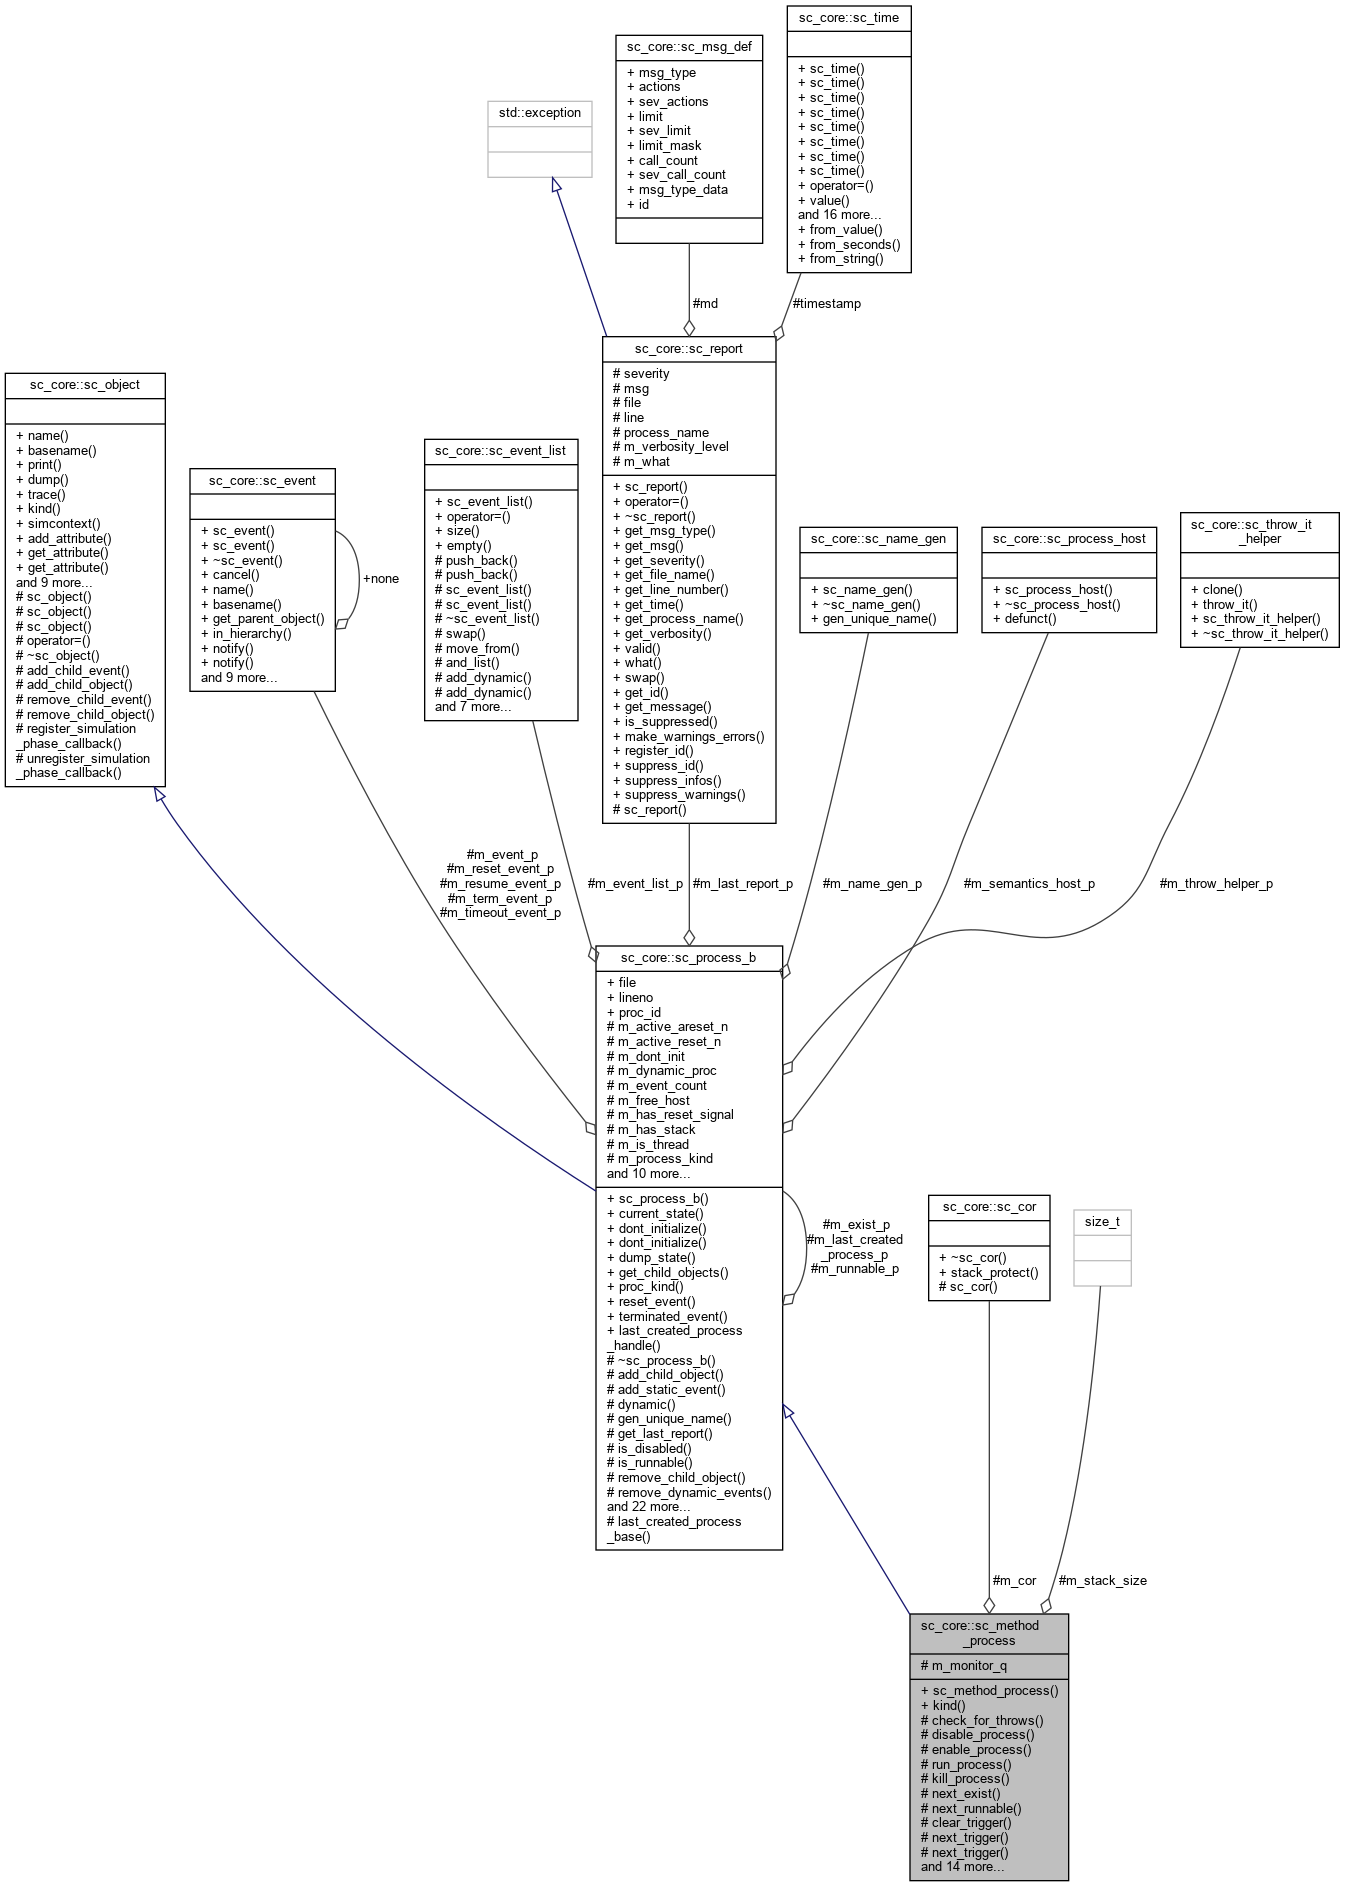 sc_core::sc_time
+ sc_time()
+ sc_time()
+ sc_time()
+ sc_time()
+ sc_time()
+ sc_time()
+ sc_time()
+ sc_time()
+ operator=()
+ value()
and 16 more...
+ from_value()
+ from_seconds()
+ from_string()
sc_core::sc_msg_def
+ msg_type
+ actions
+ sev_actions
+ limit
+ sev_limit
+ limit_mask
+ call_count
+ sev_call_count
+ msg_type_data
+ id
std::exception
#md
#timestamp
sc_core::sc_report
# severity
# msg
# file
# line
# process_name
# m_verbosity_level
# m_what
+ sc_report()
+ operator=()
+ ~sc_report()
+ get_msg_type()
+ get_msg()
+ get_severity()
+ get_file_name()
+ get_line_number()
+ get_time()
+ get_process_name()
+ get_verbosity()
+ valid()
+ what()
+ swap()
+ get_id()
+ get_message()
+ is_suppressed()
+ make_warnings_errors()
+ register_id()
+ suppress_id()
+ suppress_infos()
+ suppress_warnings()
# sc_report()
sc_core::sc_object
+ name()
+ basename()
+ print()
+ dump()
+ trace()
+ kind()
+ simcontext()
+ add_attribute()
+ get_attribute()
+ get_attribute()
and 9 more...
# sc_object()
# sc_object()
# sc_object()
# operator=()
# ~sc_object()
# add_child_event()
# add_child_object()
# remove_child_event()
# remove_child_object()
# register_simulation
_phase_callback()
# unregister_simulation
_phase_callback()
sc_core::sc_event
+ sc_event()
+ sc_event()
+ ~sc_event()
+ cancel()
+ name()
+ basename()
+ get_parent_object()
+ in_hierarchy()
+ notify()
+ notify()
and 9 more...
+none
sc_core::sc_event_list
+ sc_event_list()
+ operator=()
+ size()
+ empty()
# push_back()
# push_back()
# sc_event_list()
# sc_event_list()
# ~sc_event_list()
# swap()
# move_from()
# and_list()
# add_dynamic()
# add_dynamic()
and 7 more...
sc_core::sc_name_gen
+ sc_name_gen()
+ ~sc_name_gen()
+ gen_unique_name()
sc_core::sc_process_host
+ sc_process_host()
+ ~sc_process_host()
+ defunct()
sc_core::sc_throw_it
_helper
+ clone()
+ throw_it()
+ sc_throw_it_helper()
+ ~sc_throw_it_helper()
#m_event_p
#m_reset_event_p
#m_resume_event_p
#m_term_event_p
#m_timeout_event_p
#m_event_list_p
#m_last_report_p
#m_name_gen_p
#m_semantics_host_p
#m_throw_helper_p
sc_core::sc_process_b
+ file
+ lineno
+ proc_id
# m_active_areset_n
# m_active_reset_n
# m_dont_init
# m_dynamic_proc
# m_event_count
# m_free_host
# m_has_reset_signal
# m_has_stack
# m_is_thread
# m_process_kind
and 10 more...
+ sc_process_b()
+ current_state()
+ dont_initialize()
+ dont_initialize()
+ dump_state()
+ get_child_objects()
+ proc_kind()
+ reset_event()
+ terminated_event()
+ last_created_process
_handle()
# ~sc_process_b()
# add_child_object()
# add_static_event()
# dynamic()
# gen_unique_name()
# get_last_report()
# is_disabled()
# is_runnable()
# remove_child_object()
# remove_dynamic_events()
and 22 more...
# last_created_process
_base()
#m_exist_p
#m_last_created
_process_p
#m_runnable_p
sc_core::sc_cor
+ ~sc_cor()
+ stack_protect()
# sc_cor()
size_t
#m_cor
#m_stack_size
sc_core::sc_method
_process
# m_monitor_q
+ sc_method_process()
+ kind()
# check_for_throws()
# disable_process()
# enable_process()
# run_process()
# kill_process()
# next_exist()
# next_runnable()
# clear_trigger()
# next_trigger()
# next_trigger()
and 14 more...